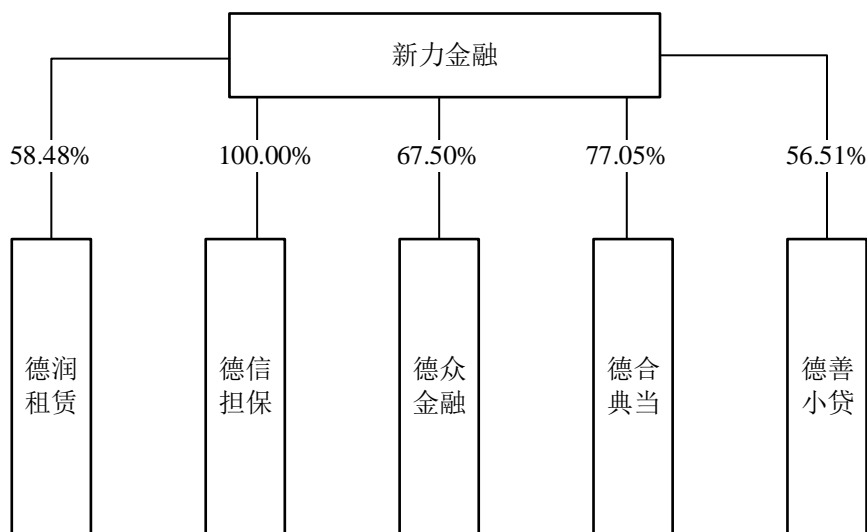 新力金融
58.48%
100.00%
67.50%
77.05%
56.51%
德润
租赁
德信
担保
德众
金融
德合
典当
德善
小贷